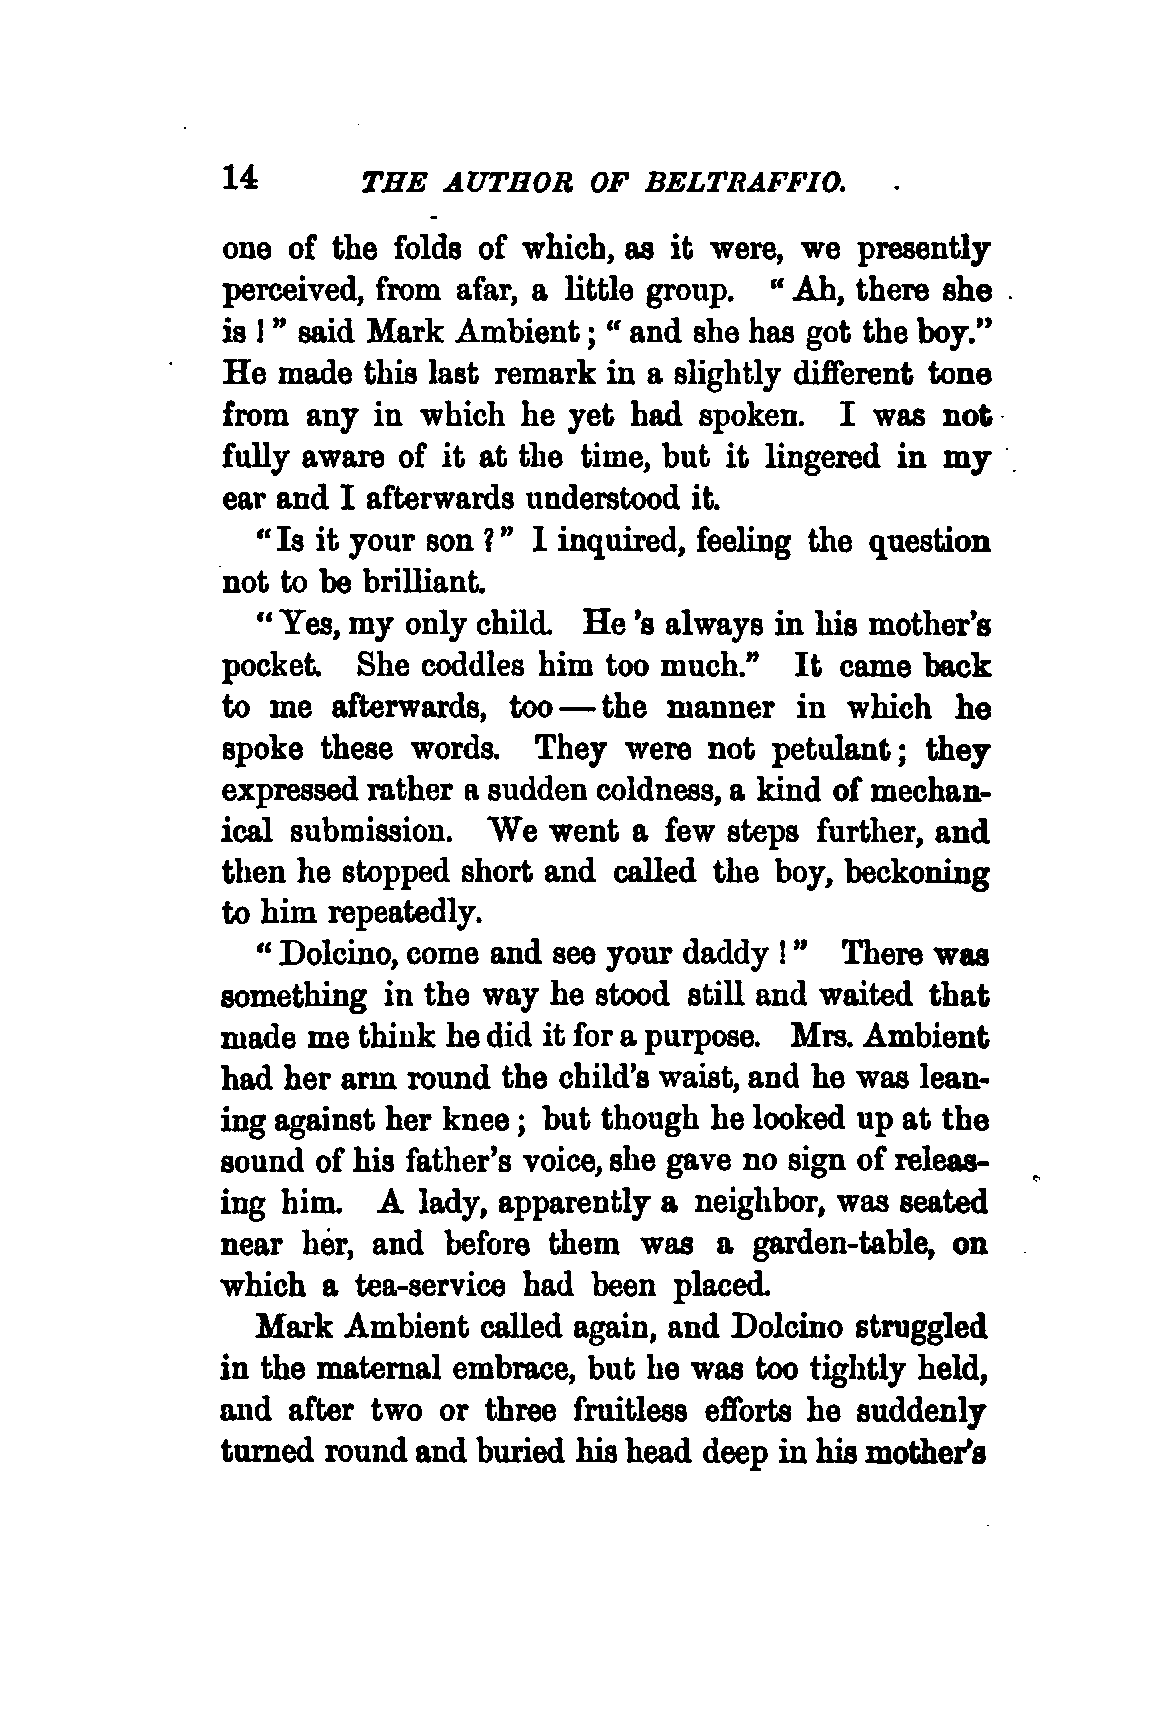 14 THE AUTHOR OF BELTRAFFIO.
one of the folds of which, as it were, we presently
perceived, from afar, a little group. "Ah, there she
is!" said Mark Ambient; "and she has got the boy."
He made this last remark in a slightly different tone
from any in which he yet had spoken. I was not
fully aware of it at the time, but it lingered in my
ear and I afterwards understood it.
"Is it your son?" I inquired, feeling the question
not to be brilliant.
"Yes, my only child. He 's always in his mother's
pocket. She coddles him too much." It came back
to me afterwards, too — the manner in which he
spoke these words. They were not petulant; they
expressed rather a sudden coldness, a kind of mechan-
ical submission. We went a few steps further, and
then he stopped short and called the boy, beckoning
to him repeatedly.
"Dolcino, come and see your daddy!" There was
something in the way he stood still and waited that
made me think he did it for a purpose. Mrs. Ambient
had her arm round the child's waist, and he was lean-
ing against her knee; but though he looked up at the
sound of his father's voice, she gave no sign of releas-
ing him. A lady, apparently a neighbor, was seated
near her, and before them was a garden-table, on
which a tea-service had been placed.
Mark Ambient called again, and Dolcino struggled
in the maternal embrace, but he was too tightly held,
and after two or three fruitless efforts he suddenly
turned round and buried his head deep in his mother's